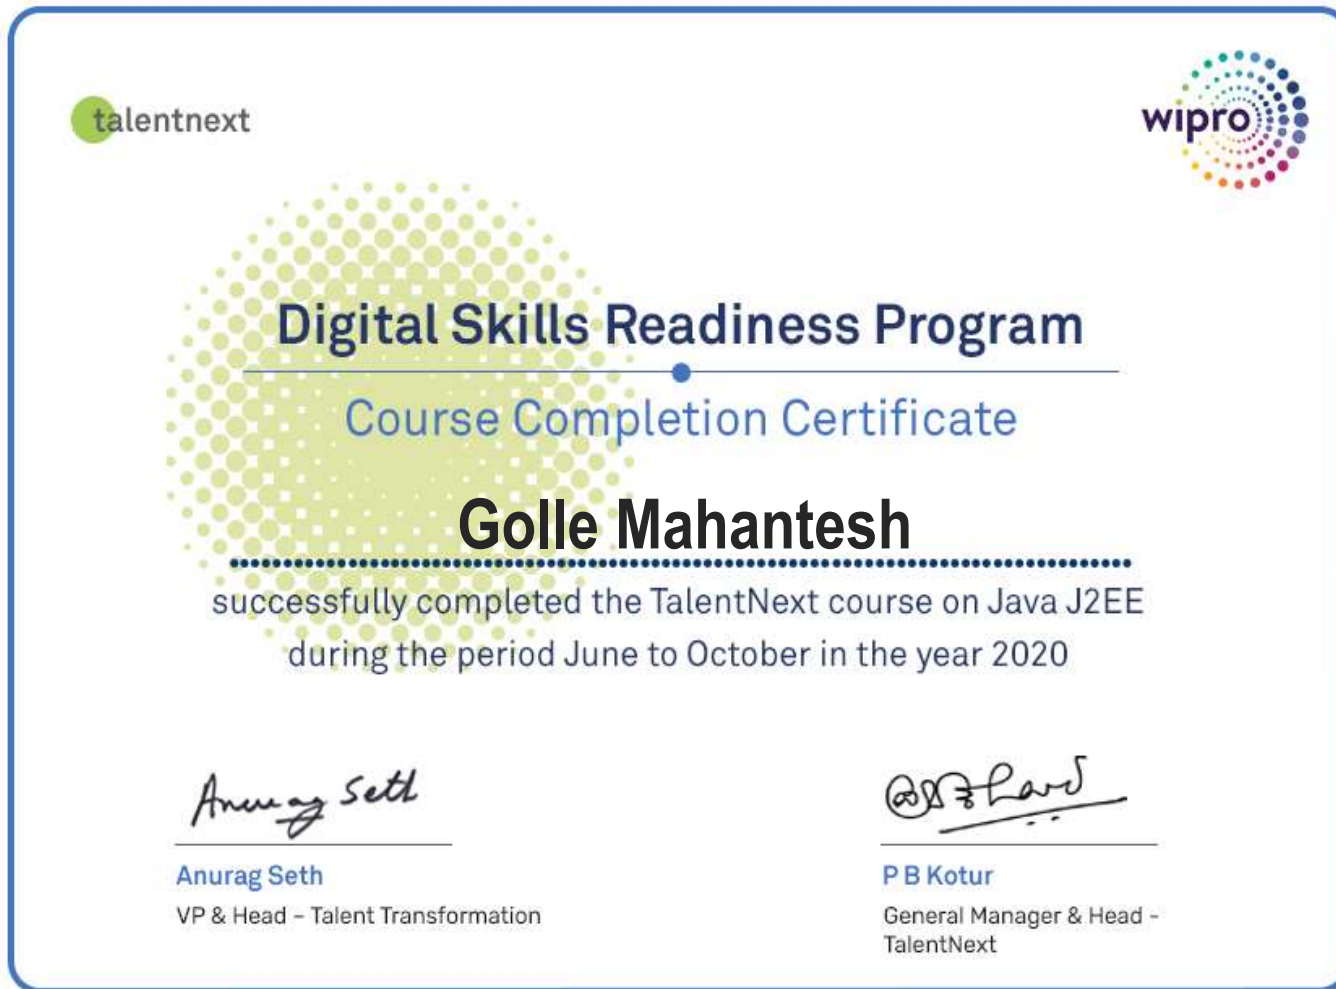 talentnext
wipro
Digital Skills Readiness Program
Course Completion Certificate
Golle Mahantesh
successfully completed the TalentNext course on Java J2EE
during the period June to October in the year 2020
Anurag Seth
Anurag Seth
P B Kotur
VP & Head – Talent Transformation
General Manager & Head -
TalentNext